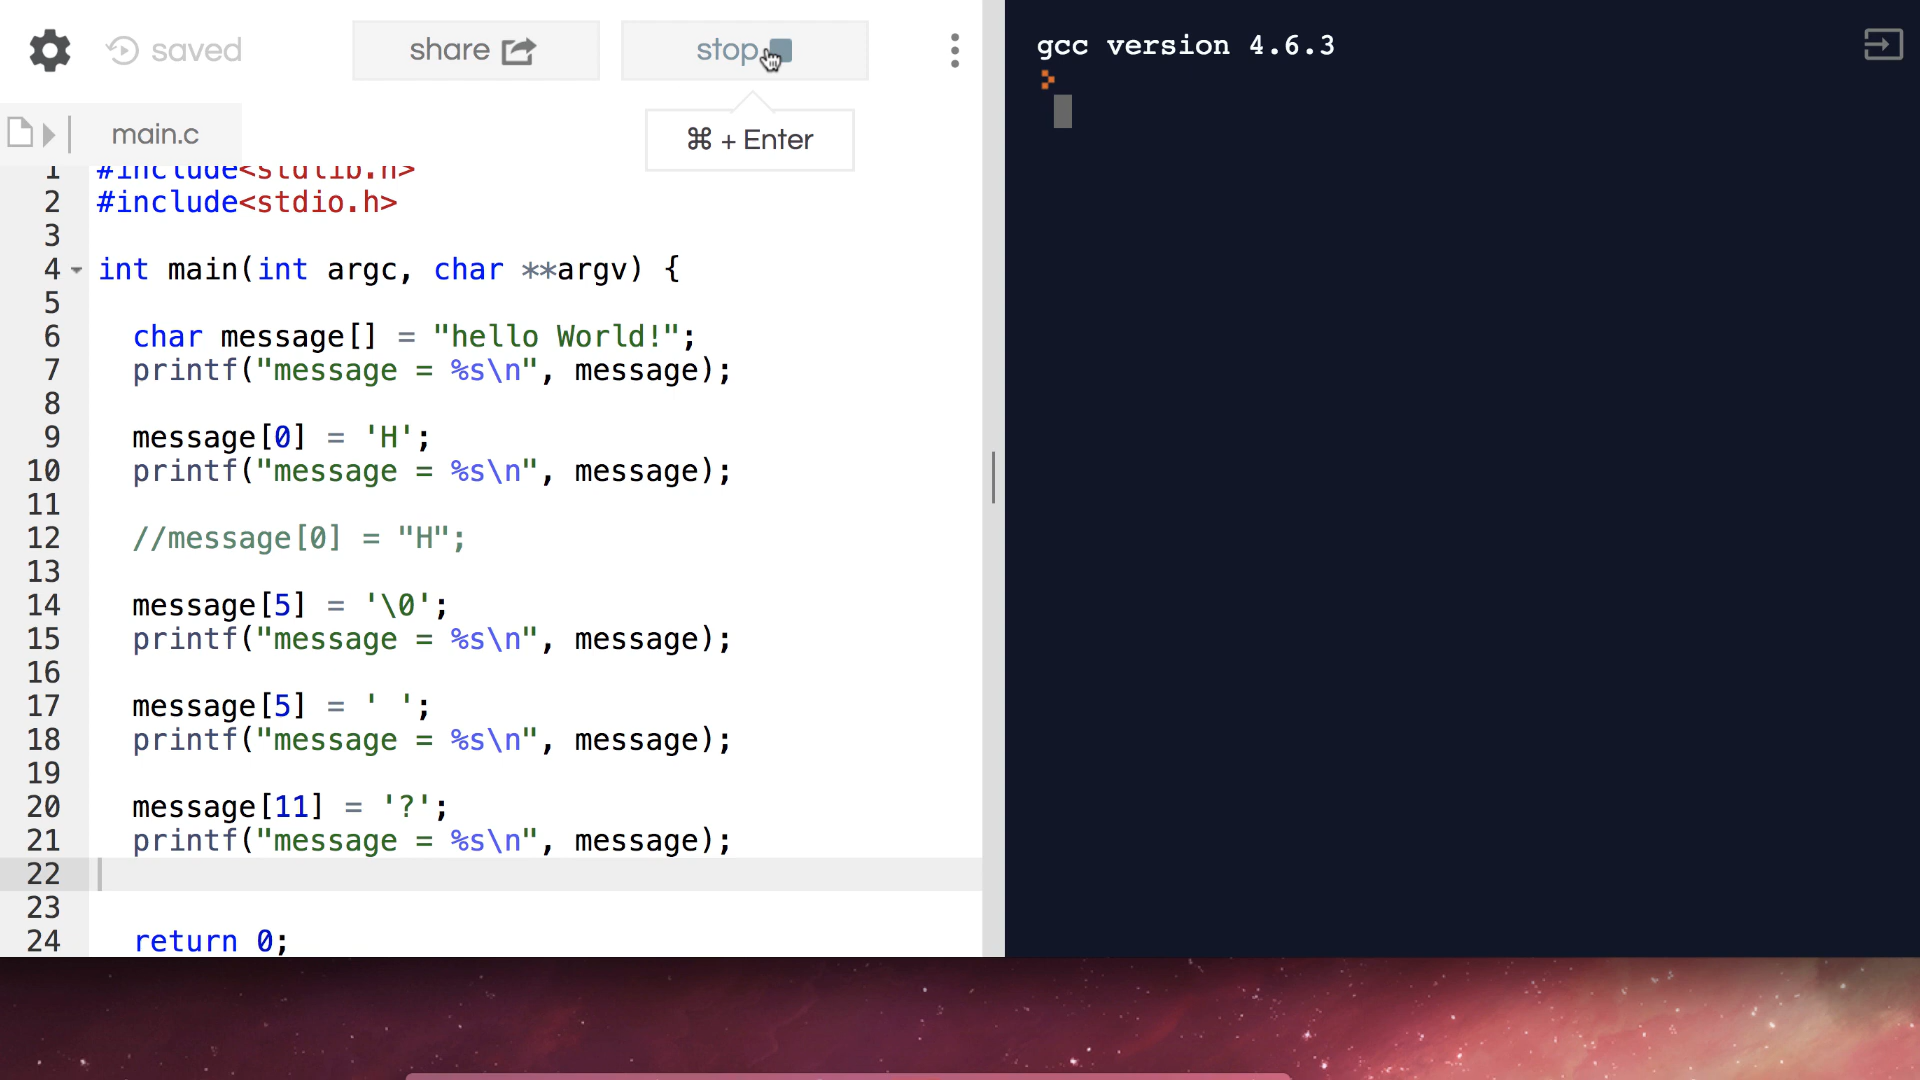 saved
share
stop
gcc version 4.6.3
⌘ + Enter
main.c
1 #include<stdlib.h>
2 #include<stdio.h>
3
4 int main(int argc, char **argv) {
5
6 char message[] = "hello World!";
7 printf("message = %s\n", message);
8
9 message[0] = 'H';
10 printf("message = %s\n", message);
11
12 //message[0] = "H";
13
14 message[5] = '\0';
15 printf("message = %s\n", message);
16
17 message[5] = ' ';
18 printf("message = %s\n", message);
19
20 message[11] = '?';
21 printf("message = %s\n", message);
22
23
24 return 0;